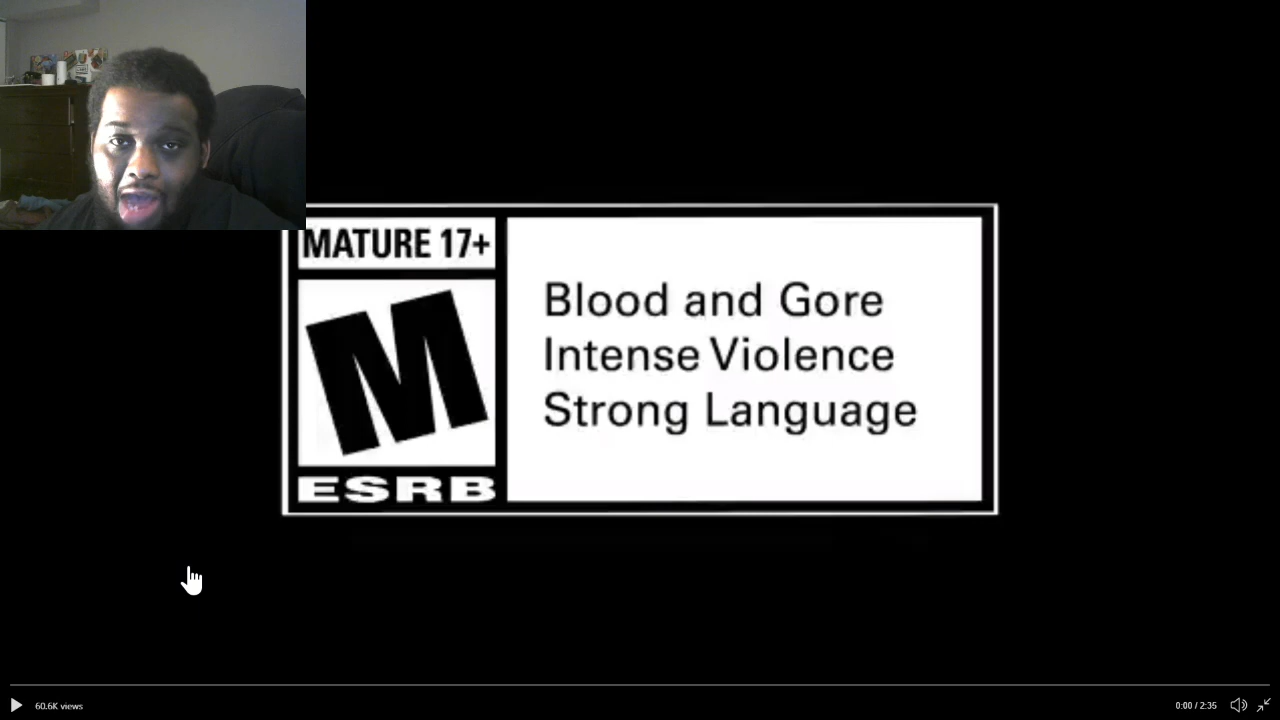 MATURE 17+
M
ESRB
Blood and Gore
Intense Violence
Strong Language
60.6K views
0:00 / 2:35